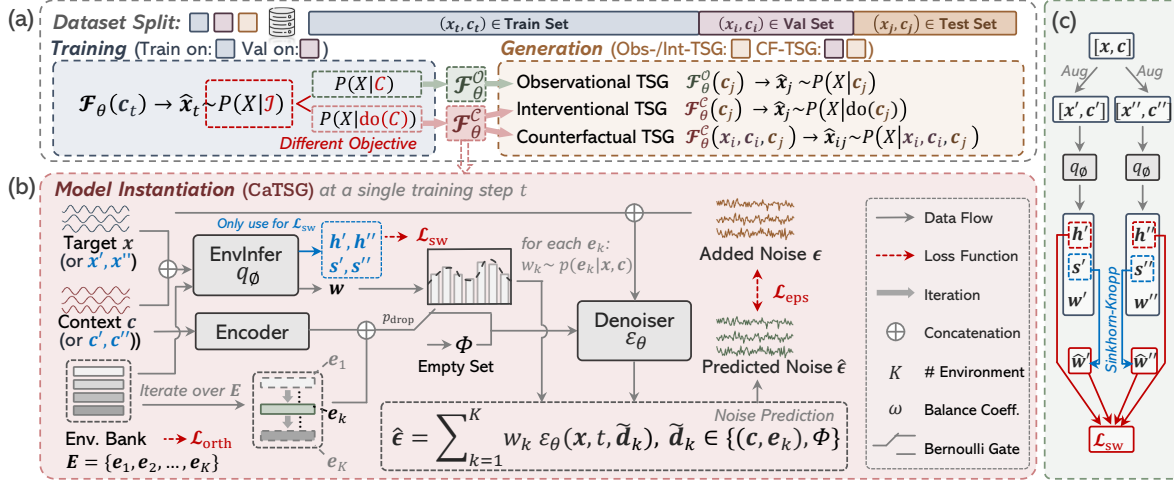 (a) Dataset Split:
(x_t, c_t) ∈ Train Set
(x_i, c_i) ∈ Val Set
(x_j, c_j) ∈ Test Set
Training (Train on: Val on: )
Generation (Obs-/Int-TSG: CF-TSG: )
F_θ(c_t) → x̂_t ~ P(X|J)
P(X|C)
P(X|do(C))
Different Objective
F_θ^O
F_θ^C
Observational TSG F_θ^O(c_j) → x̂_j ~ P(X|c_j)
Interventional TSG F_θ^C(c_j) → x̂_j ~ P(X|do(c_j))
Counterfactual TSG F_θ^C(x_i, c_i, c_j) → x̂_ij ~ P(X|x_i, c_i, c_j)
(b) Model Instantiation (CaTSG) at a single training step t
Target x
(or x′, x″)
Context c
(or c′, c″))
EnvInfer
q_ϕ
Only use for L_sw
h′, h″
s′, s″
L_sw
w
for each e_k:
w_k ~ p(e_k|x, c)
Encoder
p_drop
Φ
Empty Set
Denoiser
ε_θ
Added Noise ϵ
L_eps
Predicted Noise ϵ̂
Iterate over E
e_1
e_k
e_K
Env. Bank
L_orth
E = {e_1, e_2, ..., e_K}
Noise Prediction
ϵ̂ = ∑_{k=1}^{K} w_k ε_θ(x, t, d̃_k), d̃_k ∈ {(c, e_k), Φ}
Data Flow
Loss Function
Iteration
Concatenation
K # Environment
ω Balance Coeff.
Bernoulli Gate
(c)
[x, c]
Aug Aug
[x′, c′] [x″, c″]
q_ϕ q_ϕ
h′ h″
s′ s″
w′ w″
Sinkhorn-Knopp
ŵ′ ŵ″
L_sw